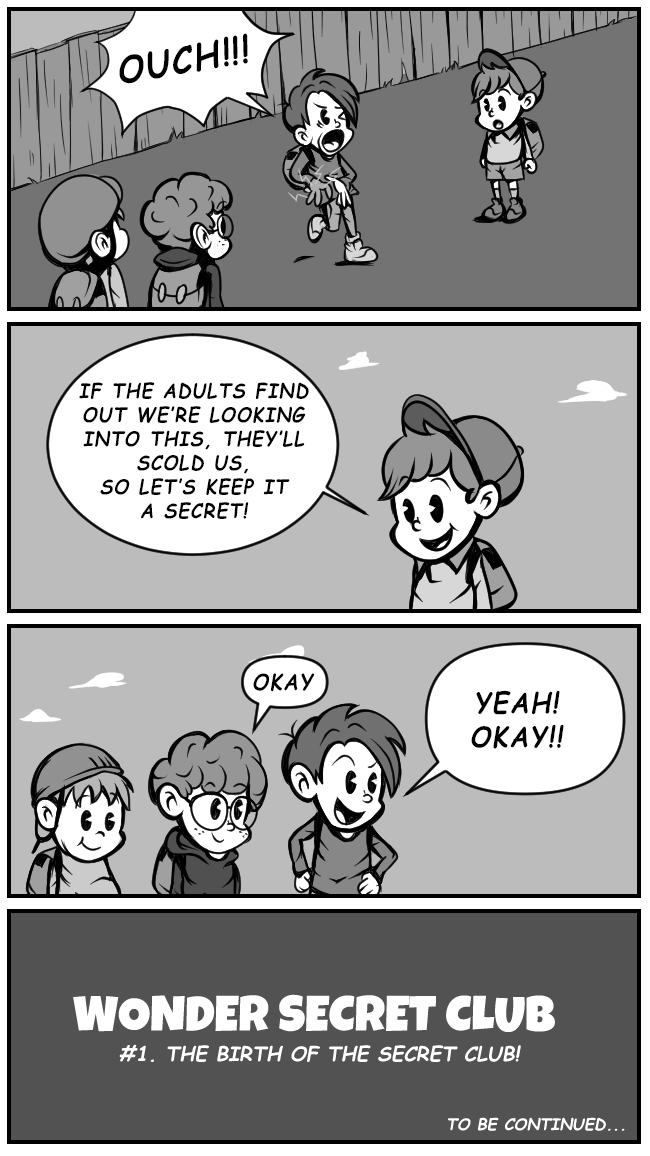 OUCH!!!
IF THE ADULTS FIND
OUT WE'RE LOOKING
INTO THIS, THEY'LL
SCOLD US,
SO LET'S KEEP IT
A SECRET!
OKAY
YEAH!
OKAY!!
WONDER SECRET CLUB
#1. THE BIRTH OF THE SECRET CLUB!
TO BE CONTINUED...